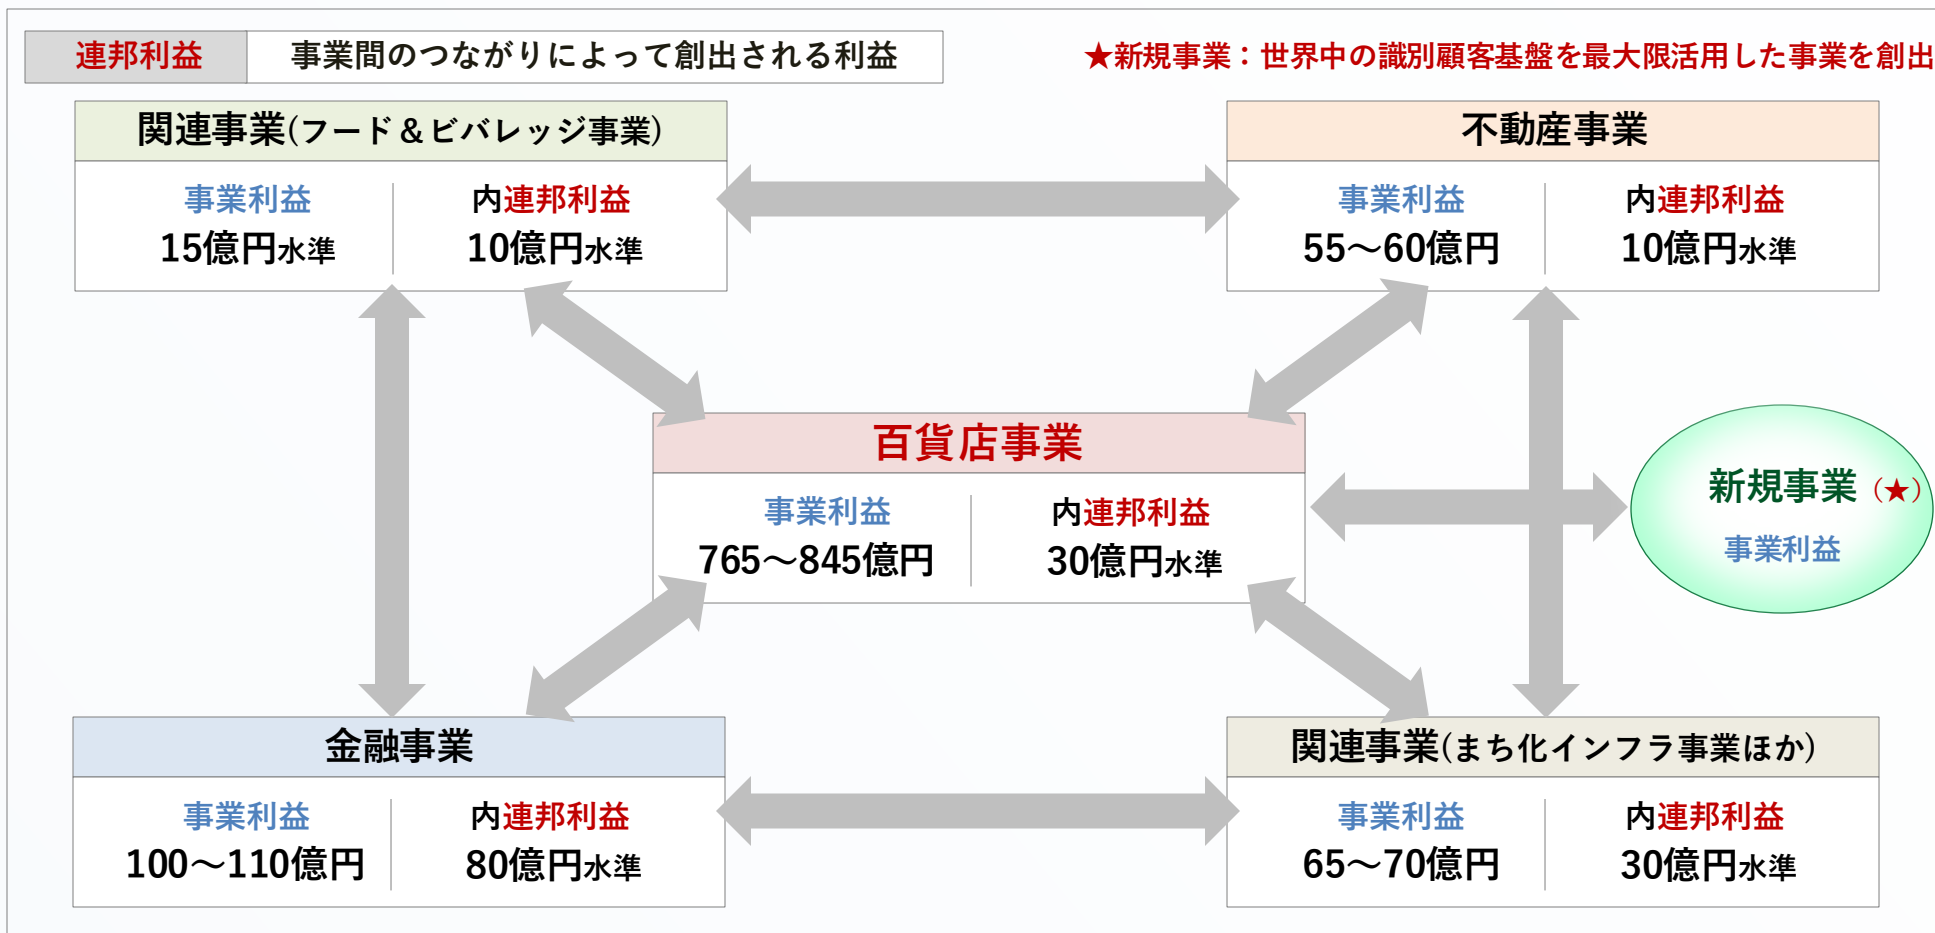 連邦利益 事業間のつながりによって創出される利益
★新規事業：世界中の識別顧客基盤を最大限活用した事業を創出
関連事業(フード＆ビバレッジ事業)
事業利益 内連邦利益
15億円水準 10億円水準
不動産事業
事業利益 内連邦利益
55～60億円 10億円水準
百貨店事業
事業利益 内連邦利益
765～845億円 30億円水準
新規事業（★）
事業利益
金融事業
事業利益 内連邦利益
100～110億円 80億円水準
関連事業(まち化インフラ事業ほか)
事業利益 内連邦利益
65～70億円 30億円水準